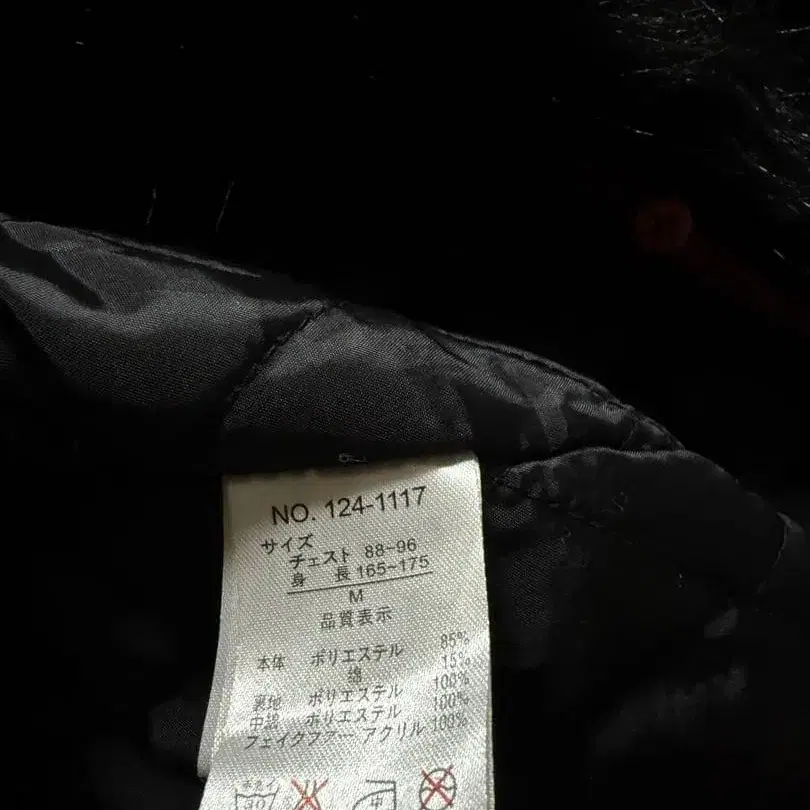 NO. 124-1117
サイズ
チェスト 88-96
身 長 165-175
M
品質表示
本体 ポリエステル 85%
綿 15%
裏地 ポリエステル 100%
中綿 ポリエステル 100%
フェイクファー アクリル 100%
中